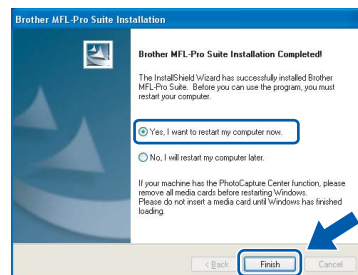 Brother MFL-Pro Suite Installation
Brother MFL-Pro Suite Installation Completed!
The InstallShield Wizard has successfully installed Brother
MFL-Pro Suite. Before you can use the program, you must
restart your computer.
Yes, I want to restart my computer now.
No, I will restart my computer later.
If your machine has the PhotoCapture Center function, please
remove all media cards before restarting Windows.
Please do not insert a media card until Windows has finished
loading.
< Back Finish Cancel